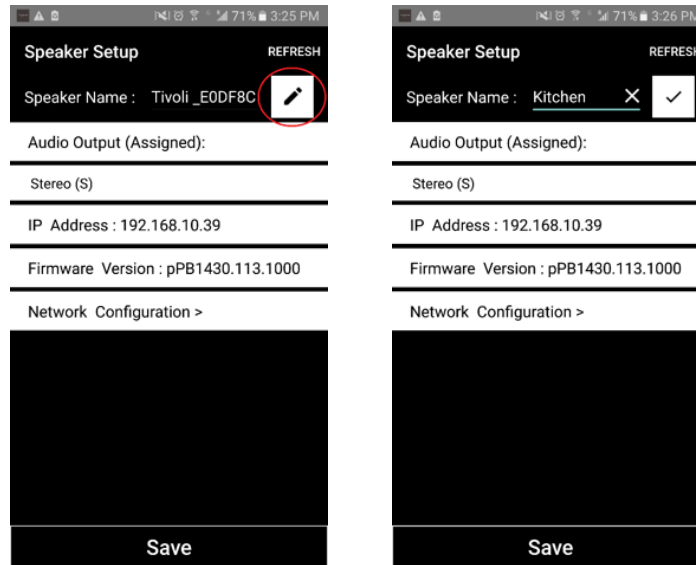 71% 3:25 PM
Speaker Setup REFRESH
Speaker Name : Tivoli _E0DF8C
Audio Output (Assigned):
Stereo (S)
IP Address : 192.168.10.39
Firmware Version : pPB1430.113.1000
Network Configuration >
Save
71% 3:26 PM
Speaker Setup REFRESH
Speaker Name : Kitchen
Audio Output (Assigned):
Stereo (S)
IP Address : 192.168.10.39
Firmware Version : pPB1430.113.1000
Network Configuration >
Save